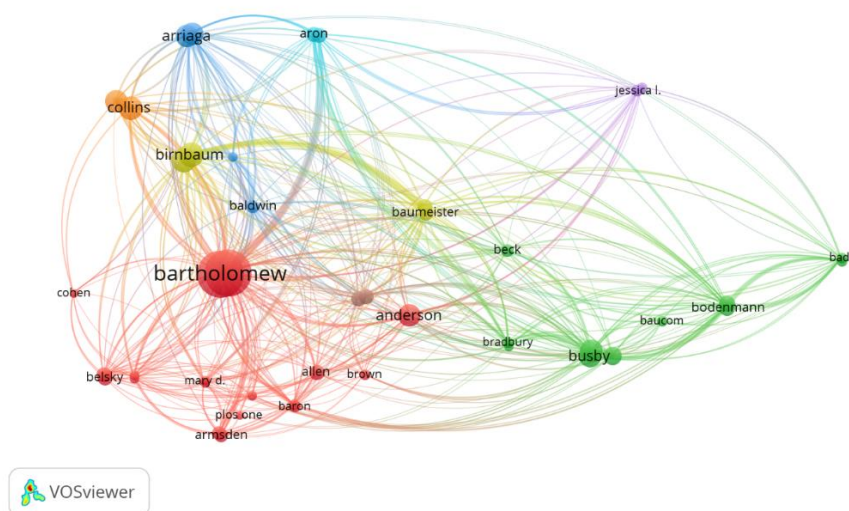 arriaga
aron
jessica l.
collins
birnbaum
baldwin
baumeister
beck
bad
bartholomew
cohen
anderson
bodenmann
baucom
bradbury
busby
belsky
mary d.
allen
brown
baron
plos one
armsden
VOSviewer